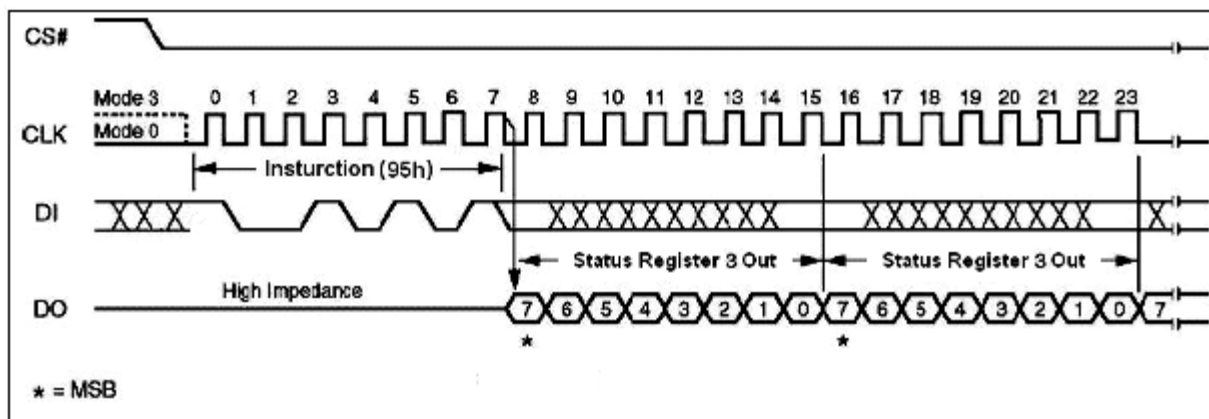 CS#
Mode 3 0 1 2 3 4 5 6 7 8 9 10 11 12 13 14 15 16 17 18 19 20 21 22 23
CLK Mode 0
Insturction (95h)
DI
Status Register 3 Out Status Register 3 Out
High Impedance
DO 7 6 5 4 3 2 1 0 7 6 5 4 3 2 1 0 7
* *
* = MSB